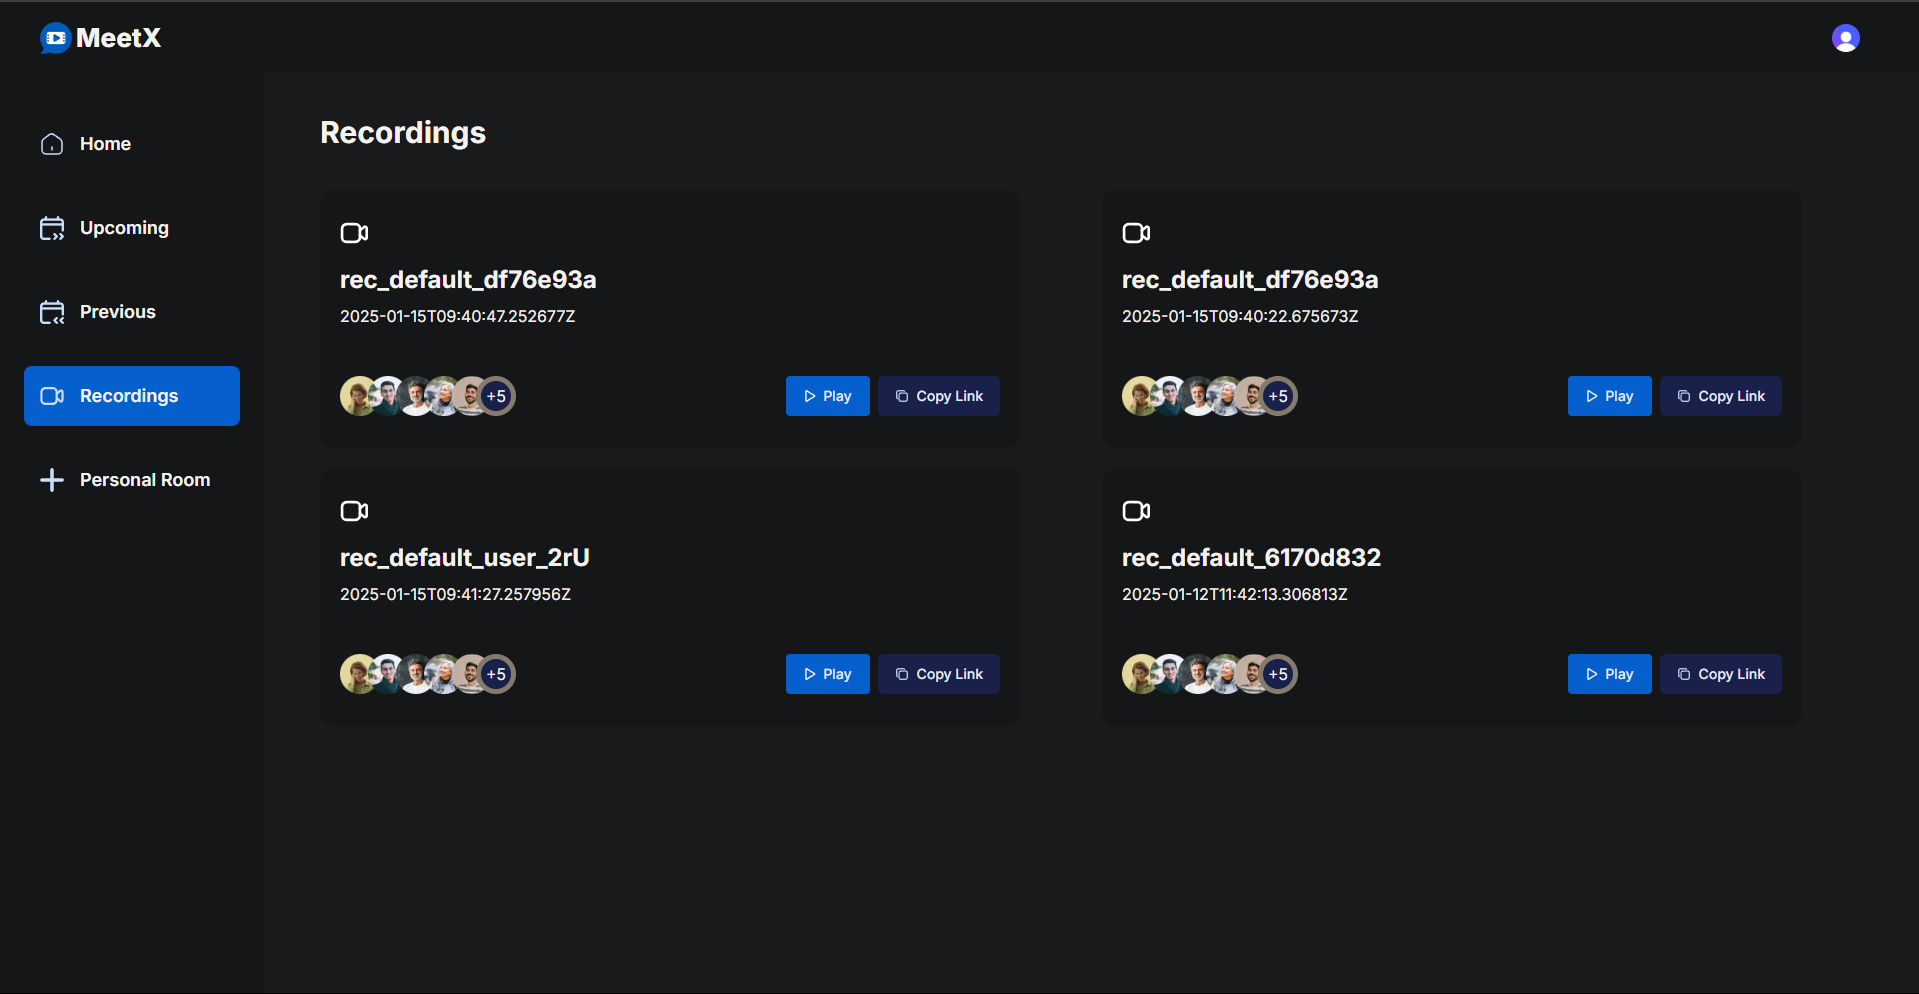 MeetX
Home
Upcoming
Previous
Recordings
Personal Room
Recordings
rec_default_df76e93a
2025-01-15T09:40:47.252677Z
+5
Play
Copy Link
rec_default_df76e93a
2025-01-15T09:40:22.675673Z
+5
Play
Copy Link
rec_default_user_2rU
2025-01-15T09:41:27.257956Z
+5
Play
Copy Link
rec_default_6170d832
2025-01-12T11:42:13.306813Z
+5
Play
Copy Link